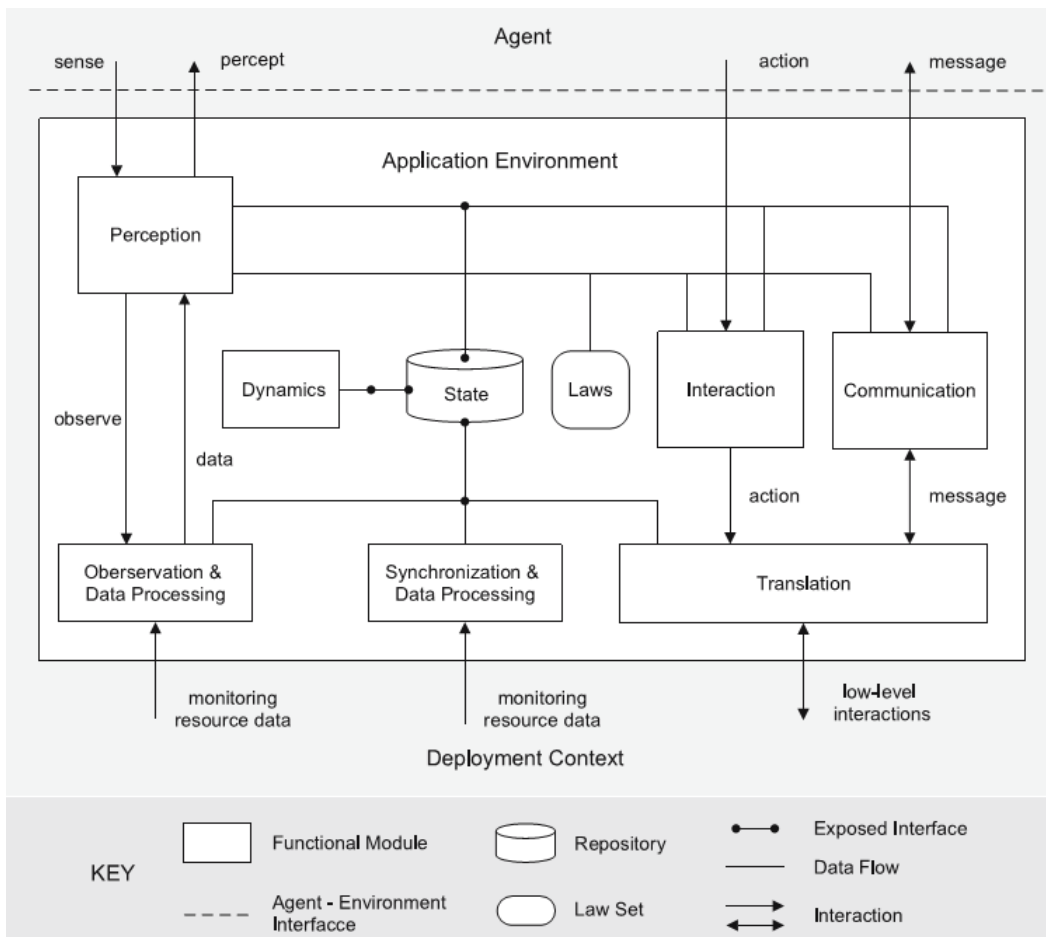 Agent
sense
percept
action
message
Application Environment
Perception
Dynamics
State
Laws
Interaction
Communication
observe
data
action
message
Oberservation &
Data Processing
Synchronization &
Data Processing
Translation
monitoring
resource data
monitoring
resource data
low-level
interactions
Deployment Context
KEY
Functional Module
Repository
Exposed Interface
Data Flow
Agent - Environment
Interfacce
Law Set
Interaction